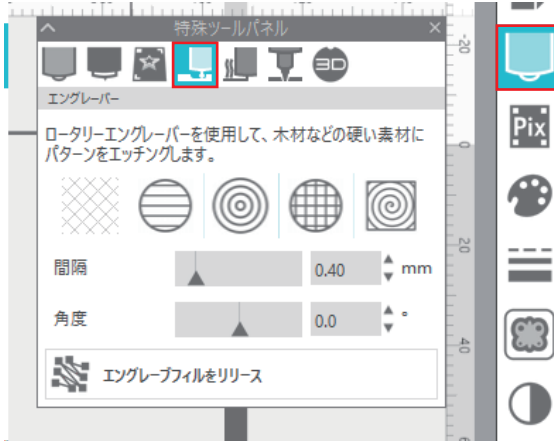 特殊ツールパネル
3D
エングレーバー
ロータリーエングレーバーを使用して、木材などの硬い素材に
パターンをエッチングします。
間隔
0.40
mm
角度
0.0
°
エングレーブフィルをリリース
Pix
-20
0
20
40